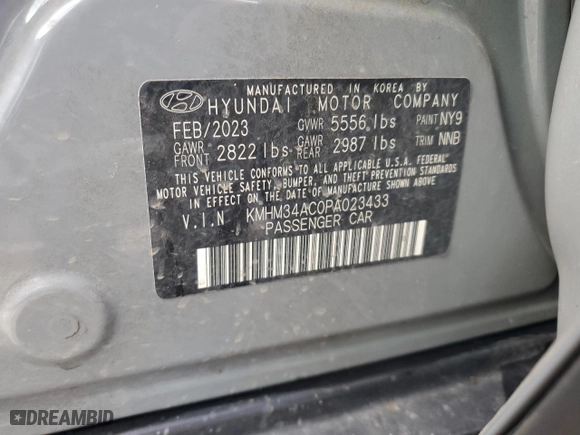 MANUFACTURED IN KOREA BY
HYUNDAI MOTOR COMPANY
FEB/2023 GVWR 5556 lbs PAINT NY9
GAWR FRONT 2822 lbs GAWR REAR 2987 lbs TRIM NNB
THIS VEHICLE CONFORMS TO ALL APPLICABLE U.S.A. FEDERAL
MOTOR VEHICLE SAFETY, BUMPER, AND THEFT PREVENTION STANDARDS
IN EFFECT ON THE DATE OF MANUFACTURE SHOWN ABOVE.
V.I.N KMHM34AC0PA023433
PASSENGER CAR
DREAMBID